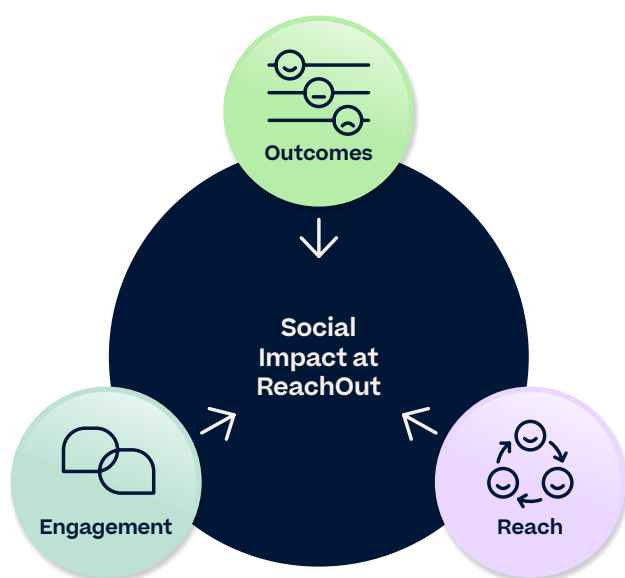 Outcomes
Social
Impact at
ReachOut
Engagement
Reach